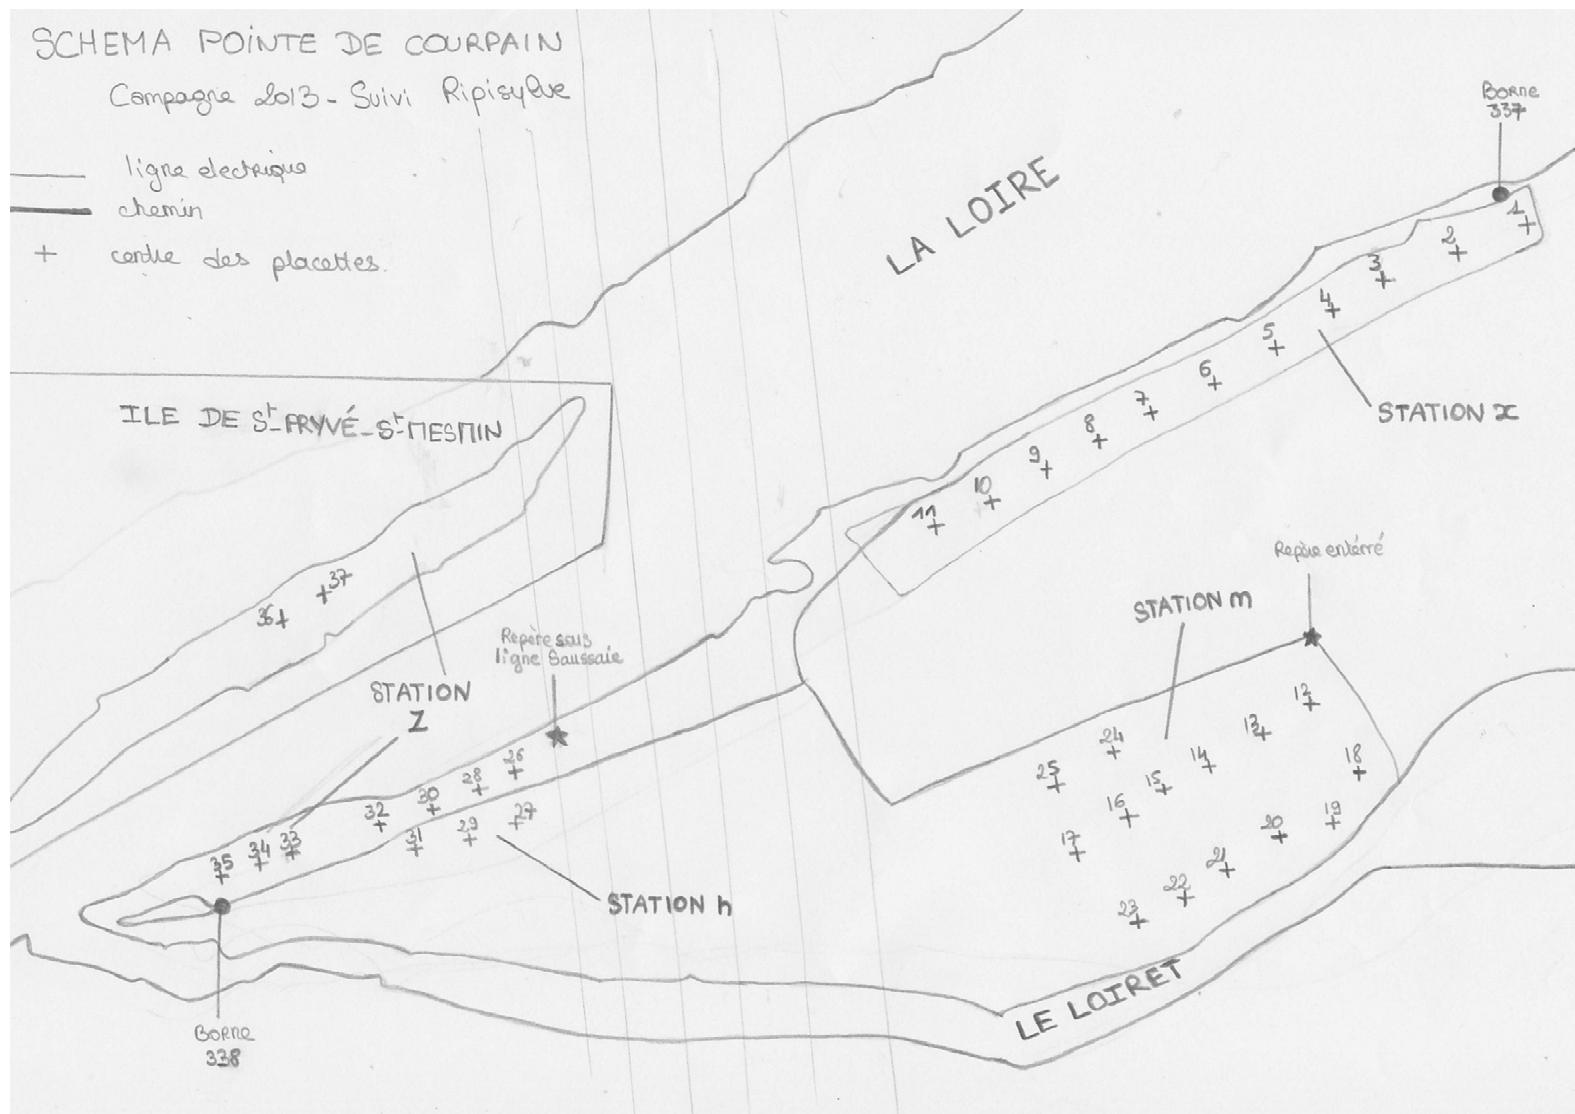 SCHEMA POINTE DE COURPAIN
Campagne 2013 - Suivi Ripisylve
ligne electrique
chemin
+ centre des placettes.
LA LOIRE
Borne
337
1
2
3
4
5
6
7
8
9
10
11
STATION x
ILE DE St-PRYVÉ-St-MESMIN
36
37
STATION
Z
Repère sous
ligne Saussaie
Repère entérré
STATION m
12
13
14
15
16
17
18
19
20
21
22
23
24
25
26
27
28
29
30
31
32
33
34
35
STATION h
LE LOIRET
Borne
338